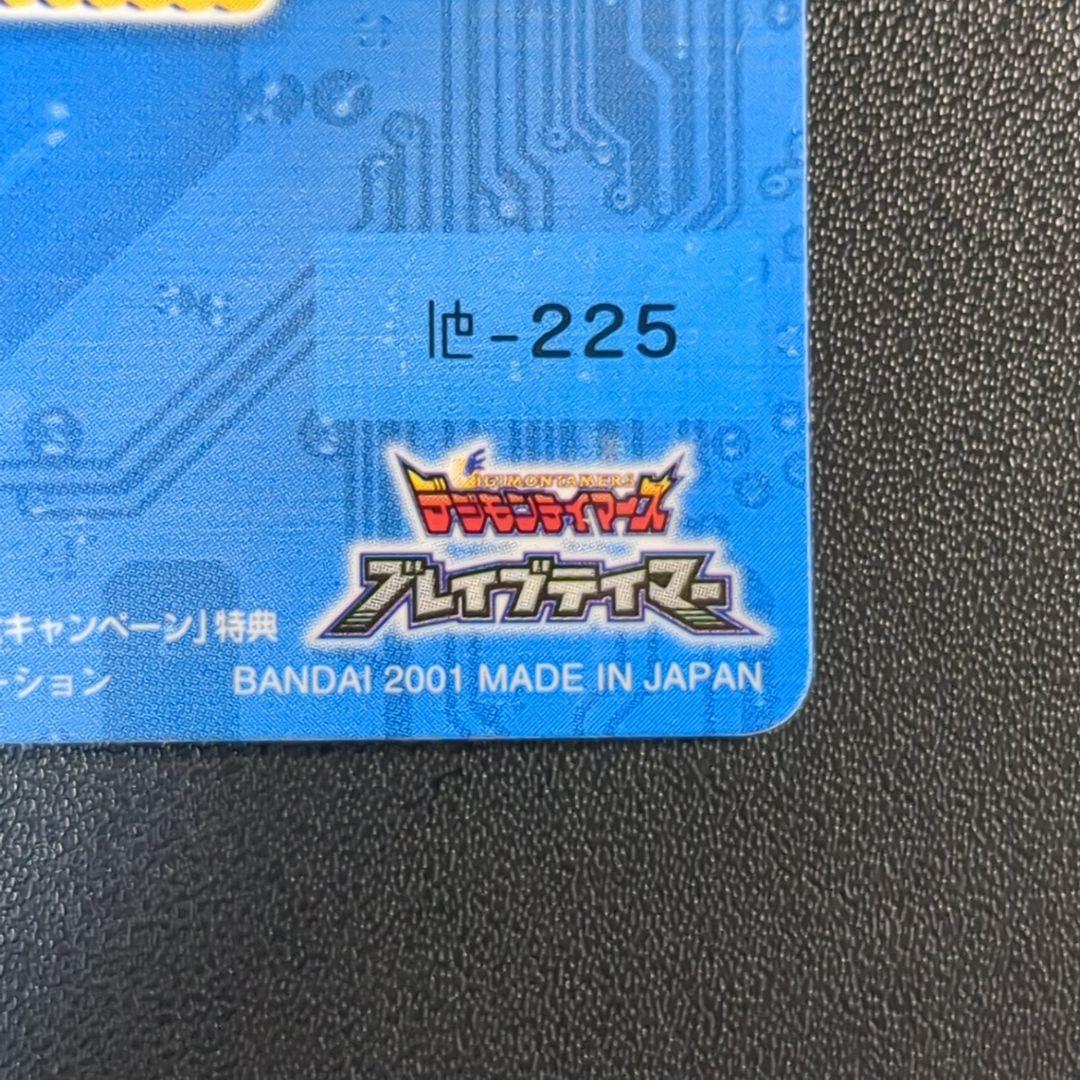 -225
DIGIMONTAMERS
デジモンテイマーズ
ブレイブテイマー
キャンペーン」特典
ーション
BANDAI 2001 MADE IN JAPAN